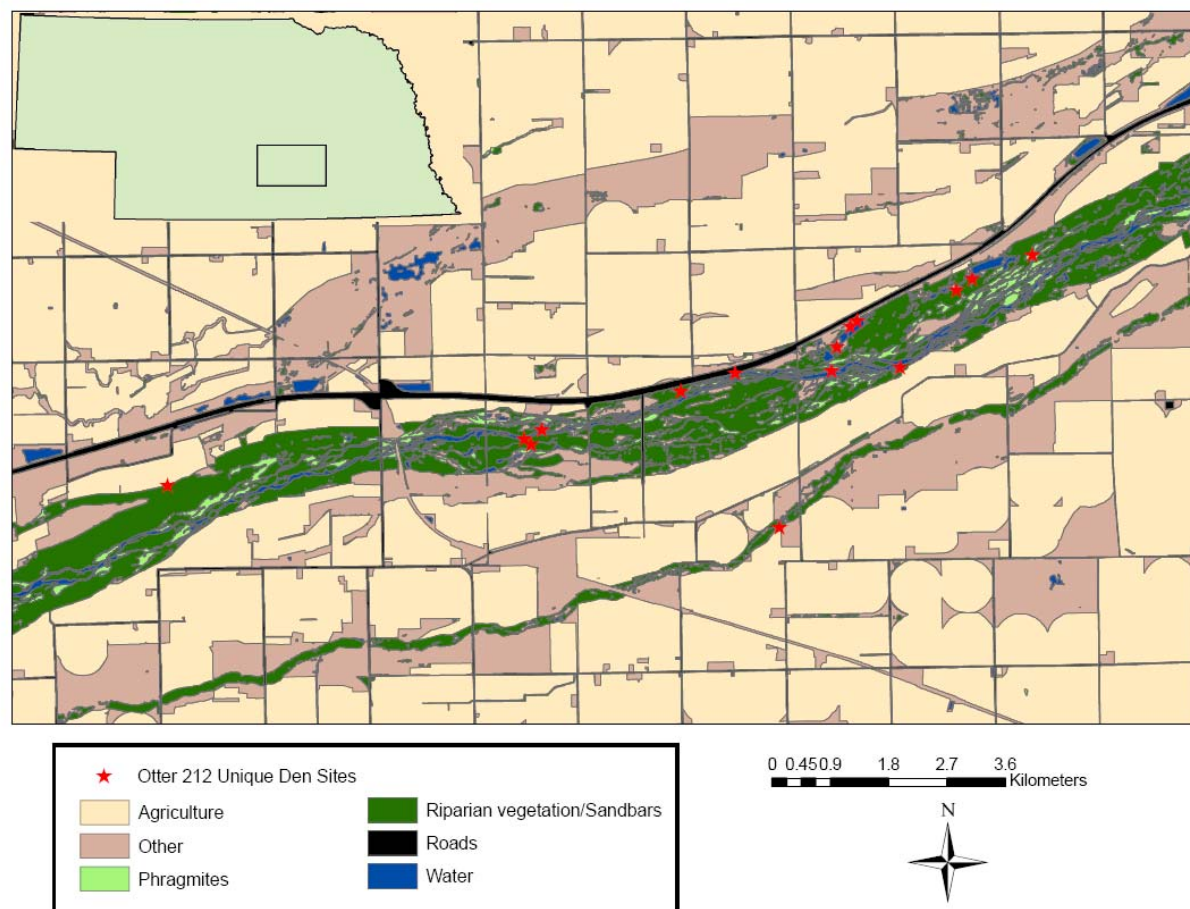 Otter 212 Unique Den Sites
Agriculture
Other
Phragmites
Riparian vegetation/Sandbars
Roads
Water
0 0.45 0.9 1.8 2.7 3.6
Kilometers
N